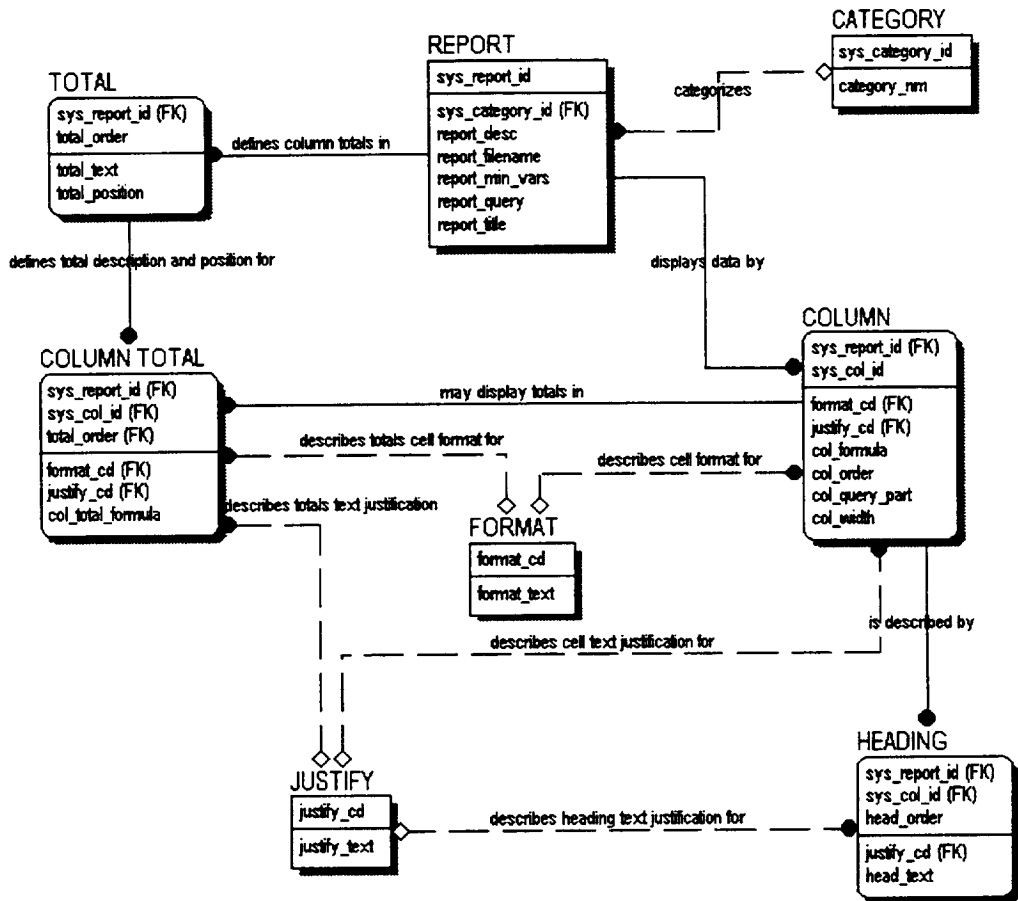 CATEGORY
sys_category_id
category_nm
REPORT
sys_report_id
sys_category_id (FK)
report_desc
report_filename
report_min_vars
report_query
report_title
categorizes
TOTAL
sys_report_id (FK)
total_order
total_text
total_position
defines column totals in
defines total description and position for
displays data by
COLUMN TOTAL
sys_report_id (FK)
sys_col_id (FK)
total_order (FK)
format_cd (FK)
justify_cd (FK)
col_total_formula
COLUMN
sys_report_id (FK)
sys_col_id
format_cd (FK)
justify_cd (FK)
col_formula
col_order
col_query_part
col_width
may display totals in
describes totals cell format for
describes cell format for
describes totals text justification
FORMAT
format_cd
format_text
is described by
describes cell text justification for
JUSTIFY
justify_cd
justify_text
describes heading text justification for
HEADING
sys_report_id (FK)
sys_col_id (FK)
head_order
justify_cd (FK)
head_text